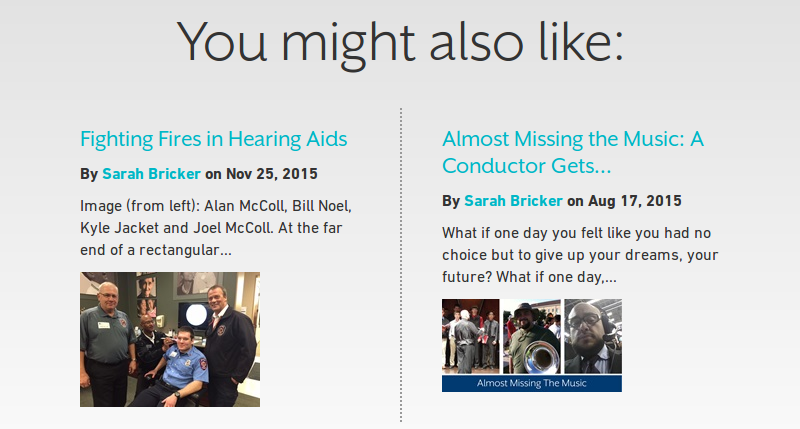 You might also like:
Fighting Fires in Hearing Aids
By Sarah Bricker on Nov 25, 2015
Image (from left): Alan McColl, Bill Noel,
Kyle Jacket and Joel McColl. At the far
end of a rectangular...
Almost Missing the Music: A
Conductor Gets...
By Sarah Bricker on Aug 17, 2015
What if one day you felt like you had no
choice but to give up your dreams, your
future? What if one day,...
Almost Missing The Music